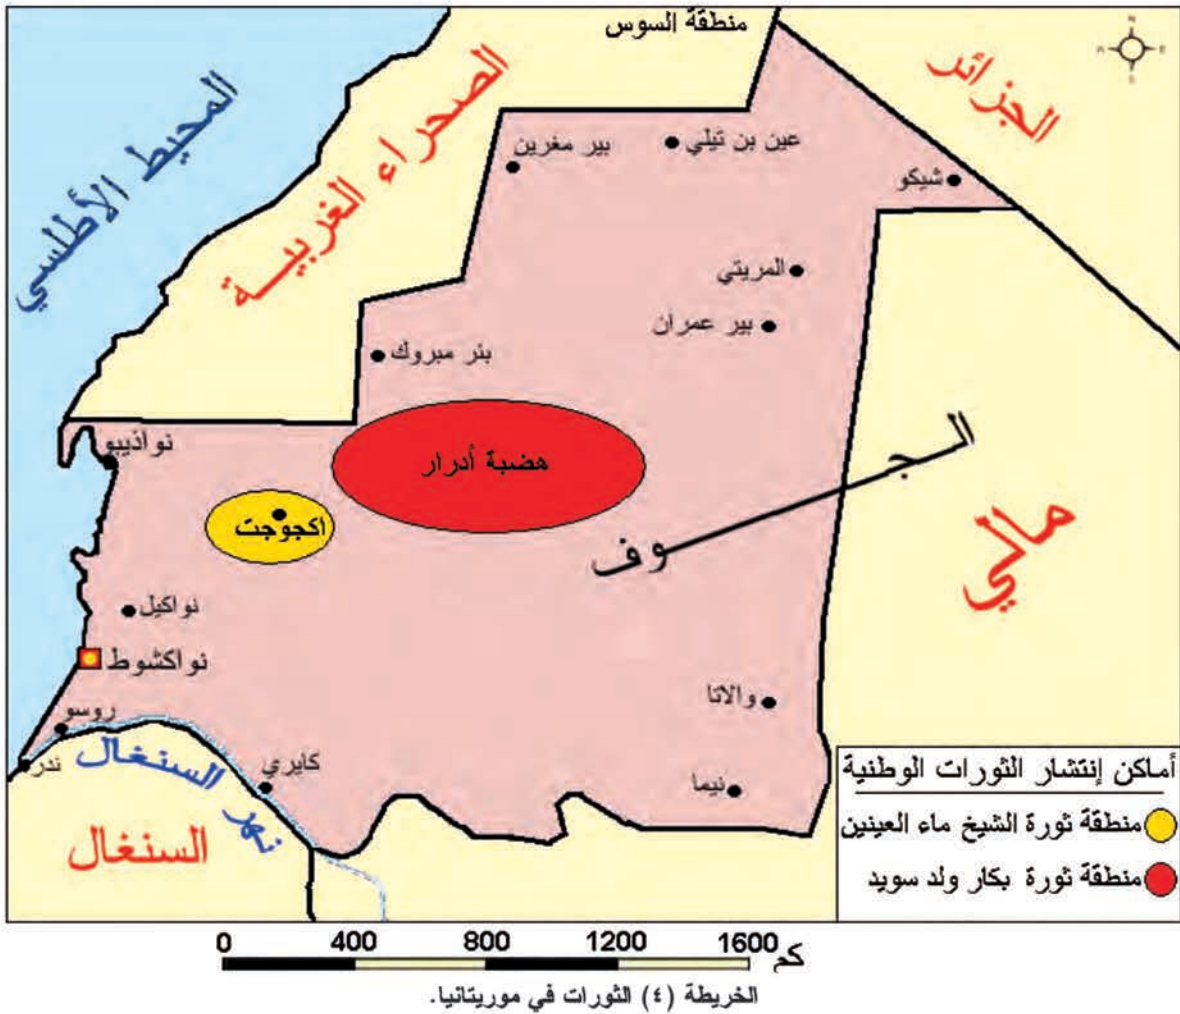 منطقة السوس
N
A
E
S
المحيط الأطلسي
الصحراء الغربية
الجزائر
بير مغرين
عين بن تيلي
شيكو
المريتي
بير عمران
بئر مبروك
هضبة أدرار
الجوف
مالي
نواذيبو
اكجوجت
نواكيل
نواكشوط
روسو
ندر
نهر السنغال
كايري
السنغال
والاتا
نيما
أماكن إنتشار الثورات الوطنية
منطقة ثورة الشيخ ماء العينين
منطقة ثورة بكار ولد سويد
0 400 800 1200 1600 كم
الخريطة (٤) الثورات في موريتانيا.